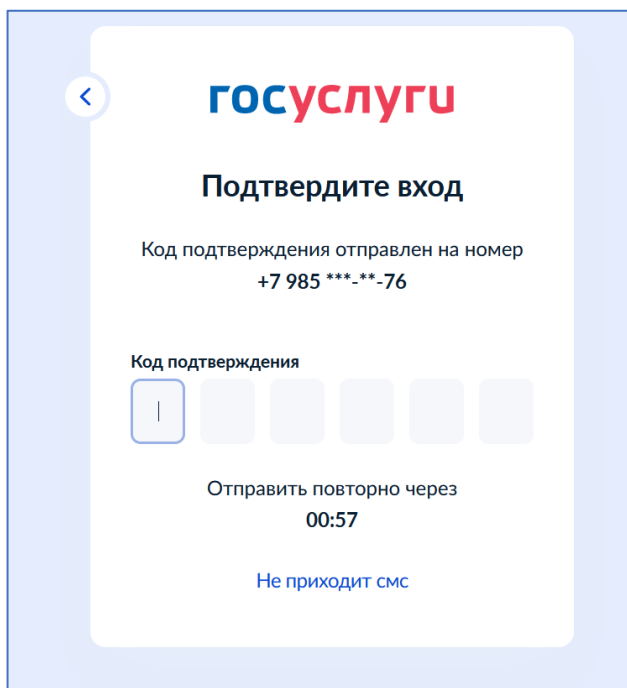 госуслуги
Подтвердите вход
Код подтверждения отправлен на номер
+7 985 ***-**-76
Код подтверждения
Отправить повторно через
00:57
Не приходит смс